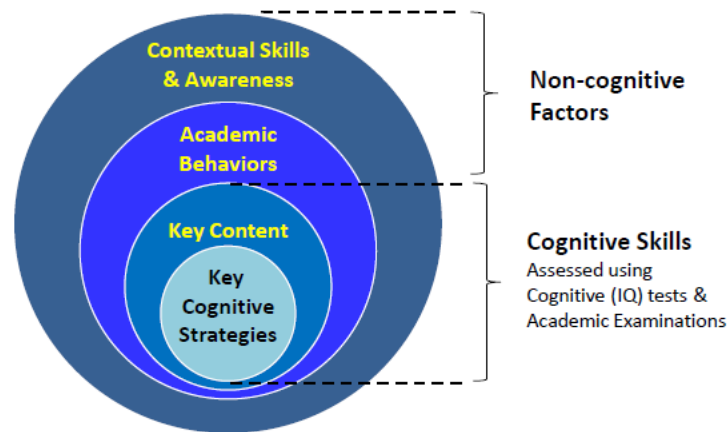 Contextual Skills
& Awareness
Academic
Behaviors
Key Content
Key
Cognitive
Strategies
Non-cognitive
Factors
Cognitive Skills
Assessed using
Cognitive (IQ) tests &
Academic Examinations